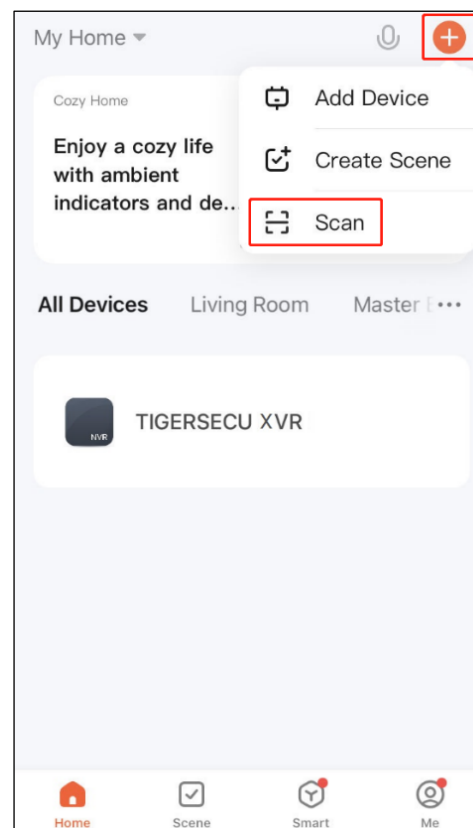 My Home
Add Device
Cozy Home
Enjoy a cozy life
with ambient
indicators and de...
Create Scene
Scan
All Devices Living Room Master
NVR
TIGERSECU XVR
Home Scene Smart Me